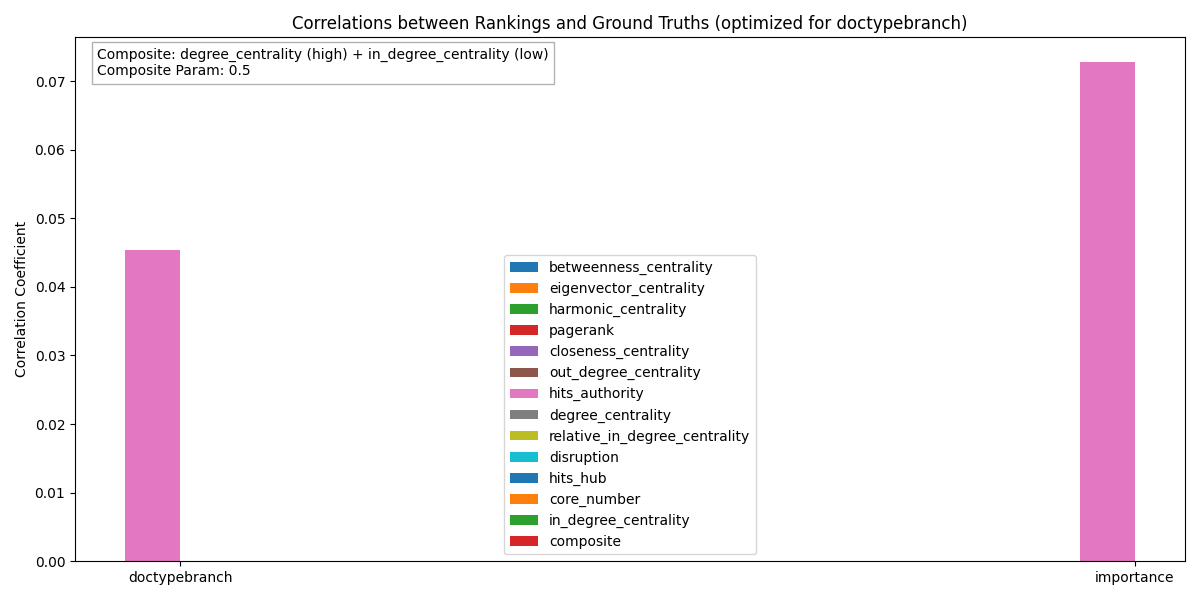 Correlations between Rankings and Ground Truths (optimized for doctypebranch)
Composite: degree_centrality (high) + in_degree_centrality (low)
Composite Param: 0.5
Correlation Coefficient
0.07
0.06
0.05
0.04
0.03
0.02
0.01
0.00
betweenness_centrality
eigenvector_centrality
harmonic_centrality
pagerank
closeness_centrality
out_degree_centrality
hits_authority
degree_centrality
relative_in_degree_centrality
disruption
hits_hub
core_number
in_degree_centrality
composite
doctypebranch
importance